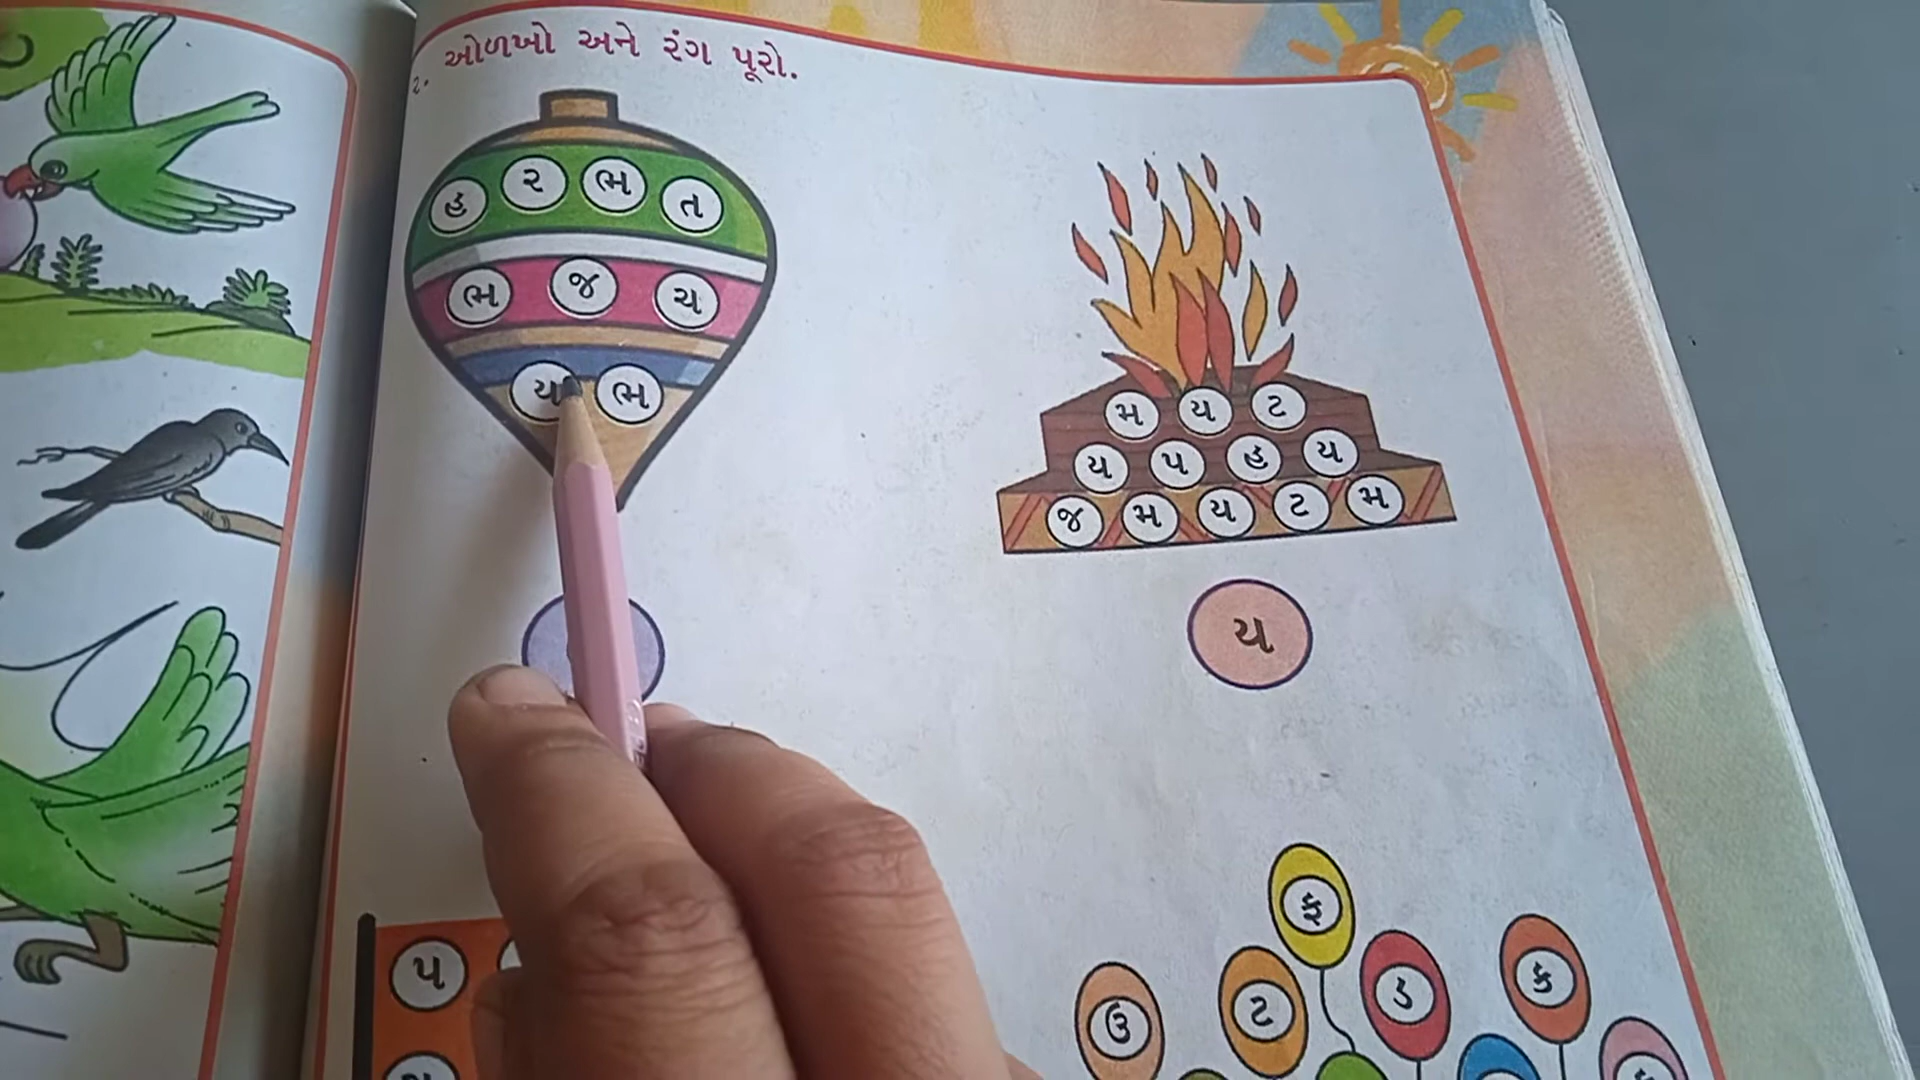 ૨. ઓળખો અને રંગ પૂરો.
હ ર ભ ત
ભ જ ચ
ય ભ
મ ય ટ
ય પ હ ય
જ મ ય ટ મ
ય
ફ
પ
ઉ ટ ડ ક